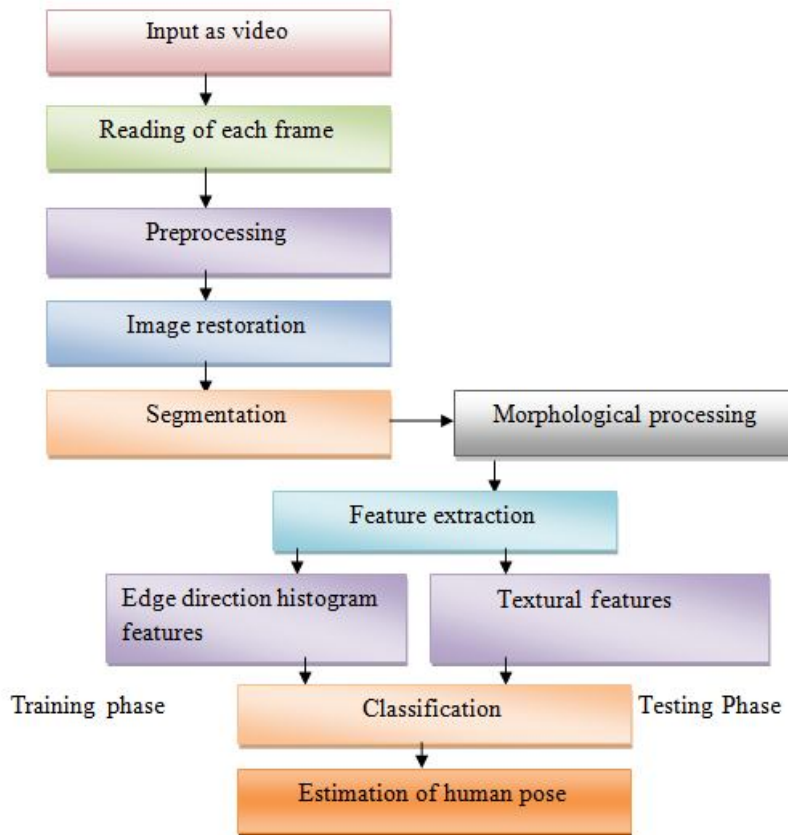 Input as video
Reading of each frame
Preprocessing
Image restoration
Segmentation
Morphological processing
Feature extraction
Edge direction histogram
features
Textural features
Training phase
Classification
Testing Phase
Estimation of human pose